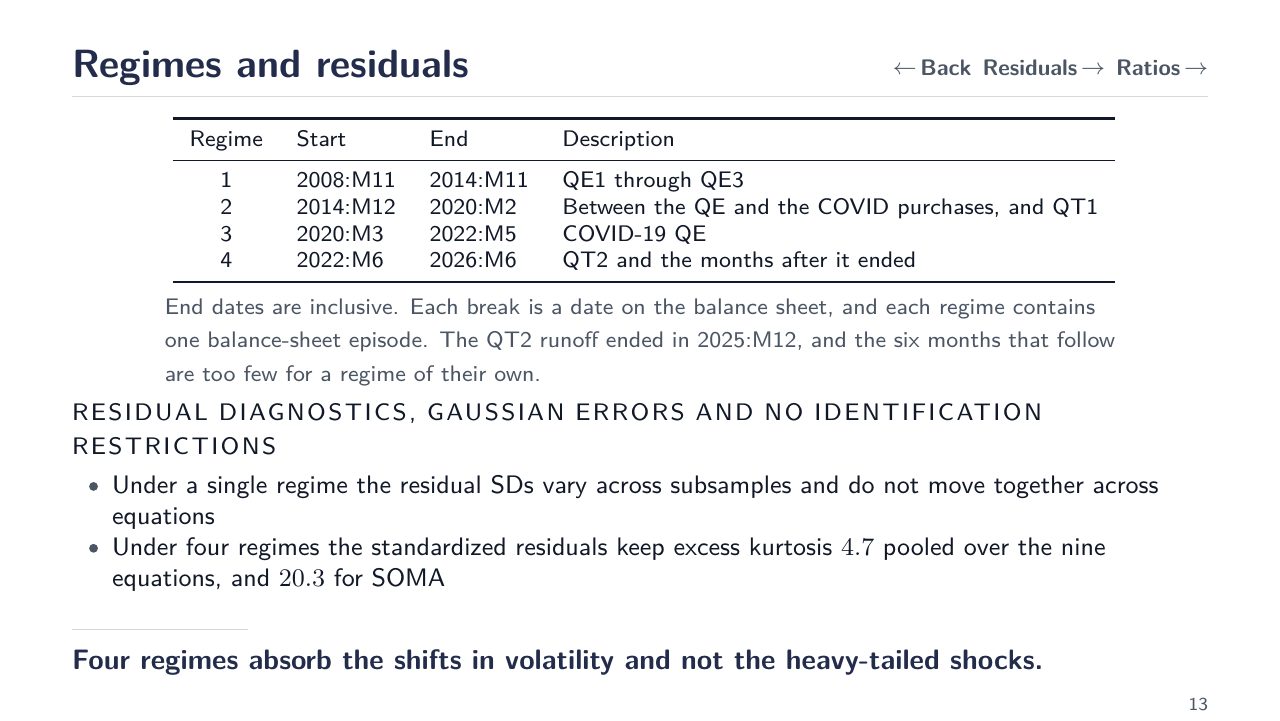 Regimes and residuals
← Back Residuals → Ratios →
Regime Start End Description
1 2008:M11 2014:M11 QE1 through QE3
2 2014:M12 2020:M2 Between the QE and the COVID purchases, and QT1
3 2020:M3 2022:M5 COVID-19 QE
4 2022:M6 2026:M6 QT2 and the months after it ended
End dates are inclusive. Each break is a date on the balance sheet, and each regime contains
one balance-sheet episode. The QT2 runoff ended in 2025:M12, and the six months that follow
are too few for a regime of their own.
RESIDUAL DIAGNOSTICS, GAUSSIAN ERRORS AND NO IDENTIFICATION
RESTRICTIONS
• Under a single regime the residual SDs vary across subsamples and do not move together across
equations
• Under four regimes the standardized residuals keep excess kurtosis 4.7 pooled over the nine
equations, and 20.3 for SOMA
Four regimes absorb the shifts in volatility and not the heavy-tailed shocks.
13